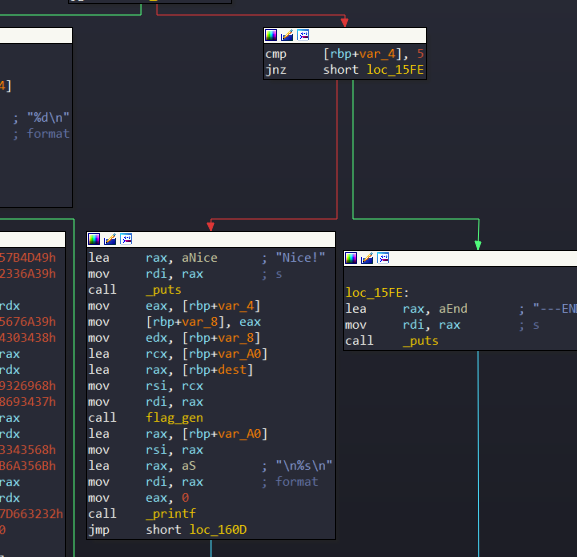 cmp     [rbp+var_4], 5
jnz     short loc_15FE
4]
; "%d\n"
; format
57B4D49h
2336A39h
rdx
5676A39h
4303438h
rax
rdx
9326968h
8693437h
rax
rdx
3343568h
B6A356Bh
rax
rdx
7D663232h
0
lea     rax, aNice      ; "Nice!"
mov     rdi, rax        ; s
call    _puts
mov     eax, [rbp+var_4]
mov     [rbp+var_8], eax
mov     edx, [rbp+var_8]
lea     rcx, [rbp+var_A0]
lea     rax, [rbp+dest]
mov     rsi, rcx
mov     rdi, rax
call    flag_gen
lea     rax, [rbp+var_A0]
mov     rsi, rax
lea     rax, aS         ; "\n%s\n"
mov     rdi, rax        ; format
mov     eax, 0
call    _printf
jmp     short loc_160D
loc_15FE:
lea     rax, aEnd       ; "---EN
mov     rdi, rax        ; s
call    _puts